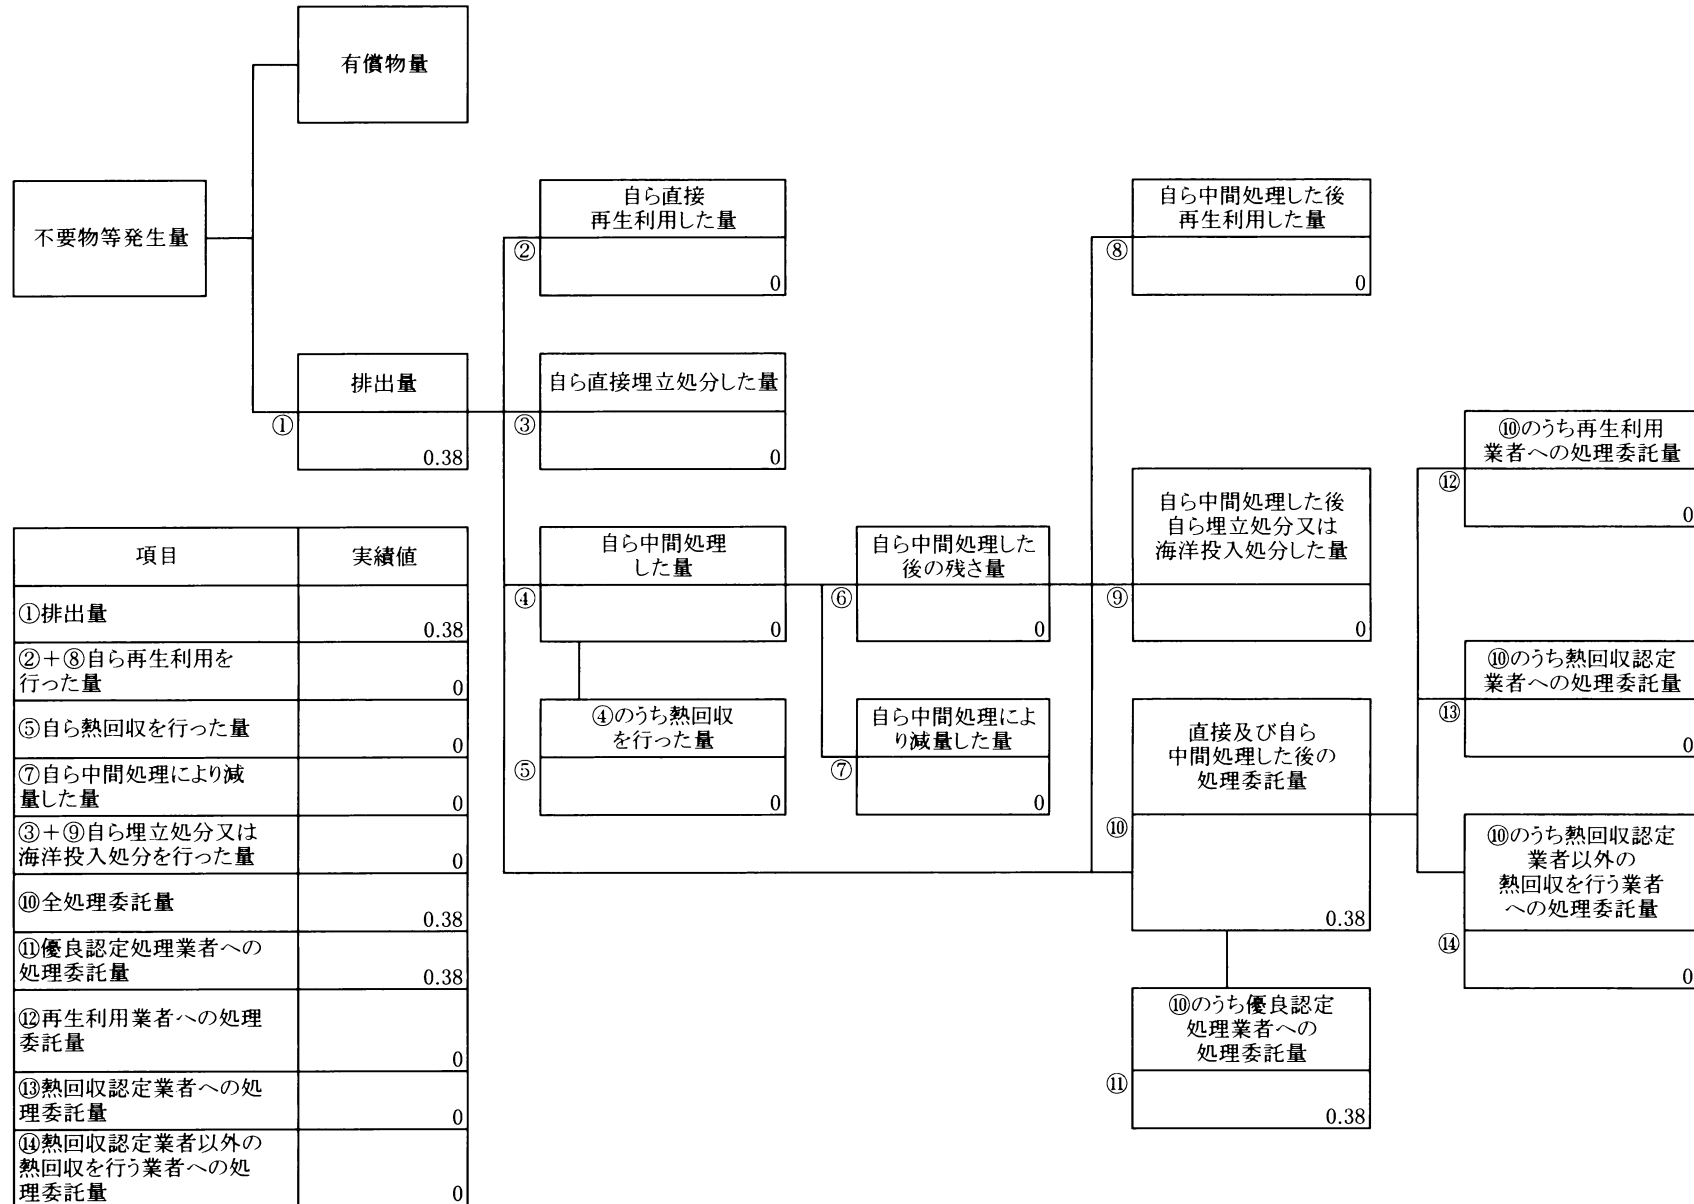 有償物量
不要物等発生量
排出量
①
0.38
自ら直接
再生利用した量
②
0
自ら直接埋立処分した量
③
0
自ら中間処理
した量
④
0
④のうち熱回収
を行った量
⑤
0
自ら中間処理した
後の残さ量
⑥
0
自ら中間処理によ
り減量した量
⑦
0
自ら中間処理した後
再生利用した量
⑧
0
自ら中間処理した後
自ら埋立処分又は
海洋投入処分した量
⑨
0
直接及び自ら
中間処理した後の
処理委託量
⑩
0.38
⑩のうち優良認定
処理業者への
処理委託量
⑪
0.38
⑩のうち再生利用
業者への処理委託量
⑫
0
⑩のうち熱回収認定
業者への処理委託量
⑬
0
⑩のうち熱回収認定
業者以外の
熱回収を行う業者
への処理委託量
⑭
0
項目 実績値
①排出量
0.38
②+⑧自ら再生利用を
行った量
0
⑤自ら熱回収を行った量
0
⑦自ら中間処理により減
量した量
0
③+⑨自ら埋立処分又は
海洋投入処分を行った量
0
⑩全処理委託量
0.38
⑪優良認定処理業者への
処理委託量
0.38
⑫再生利用業者への処理
委託量
0
⑬熱回収認定業者への処
理委託量
0
⑭熱回収認定業者以外の
熱回収を行う業者への処
理委託量
0